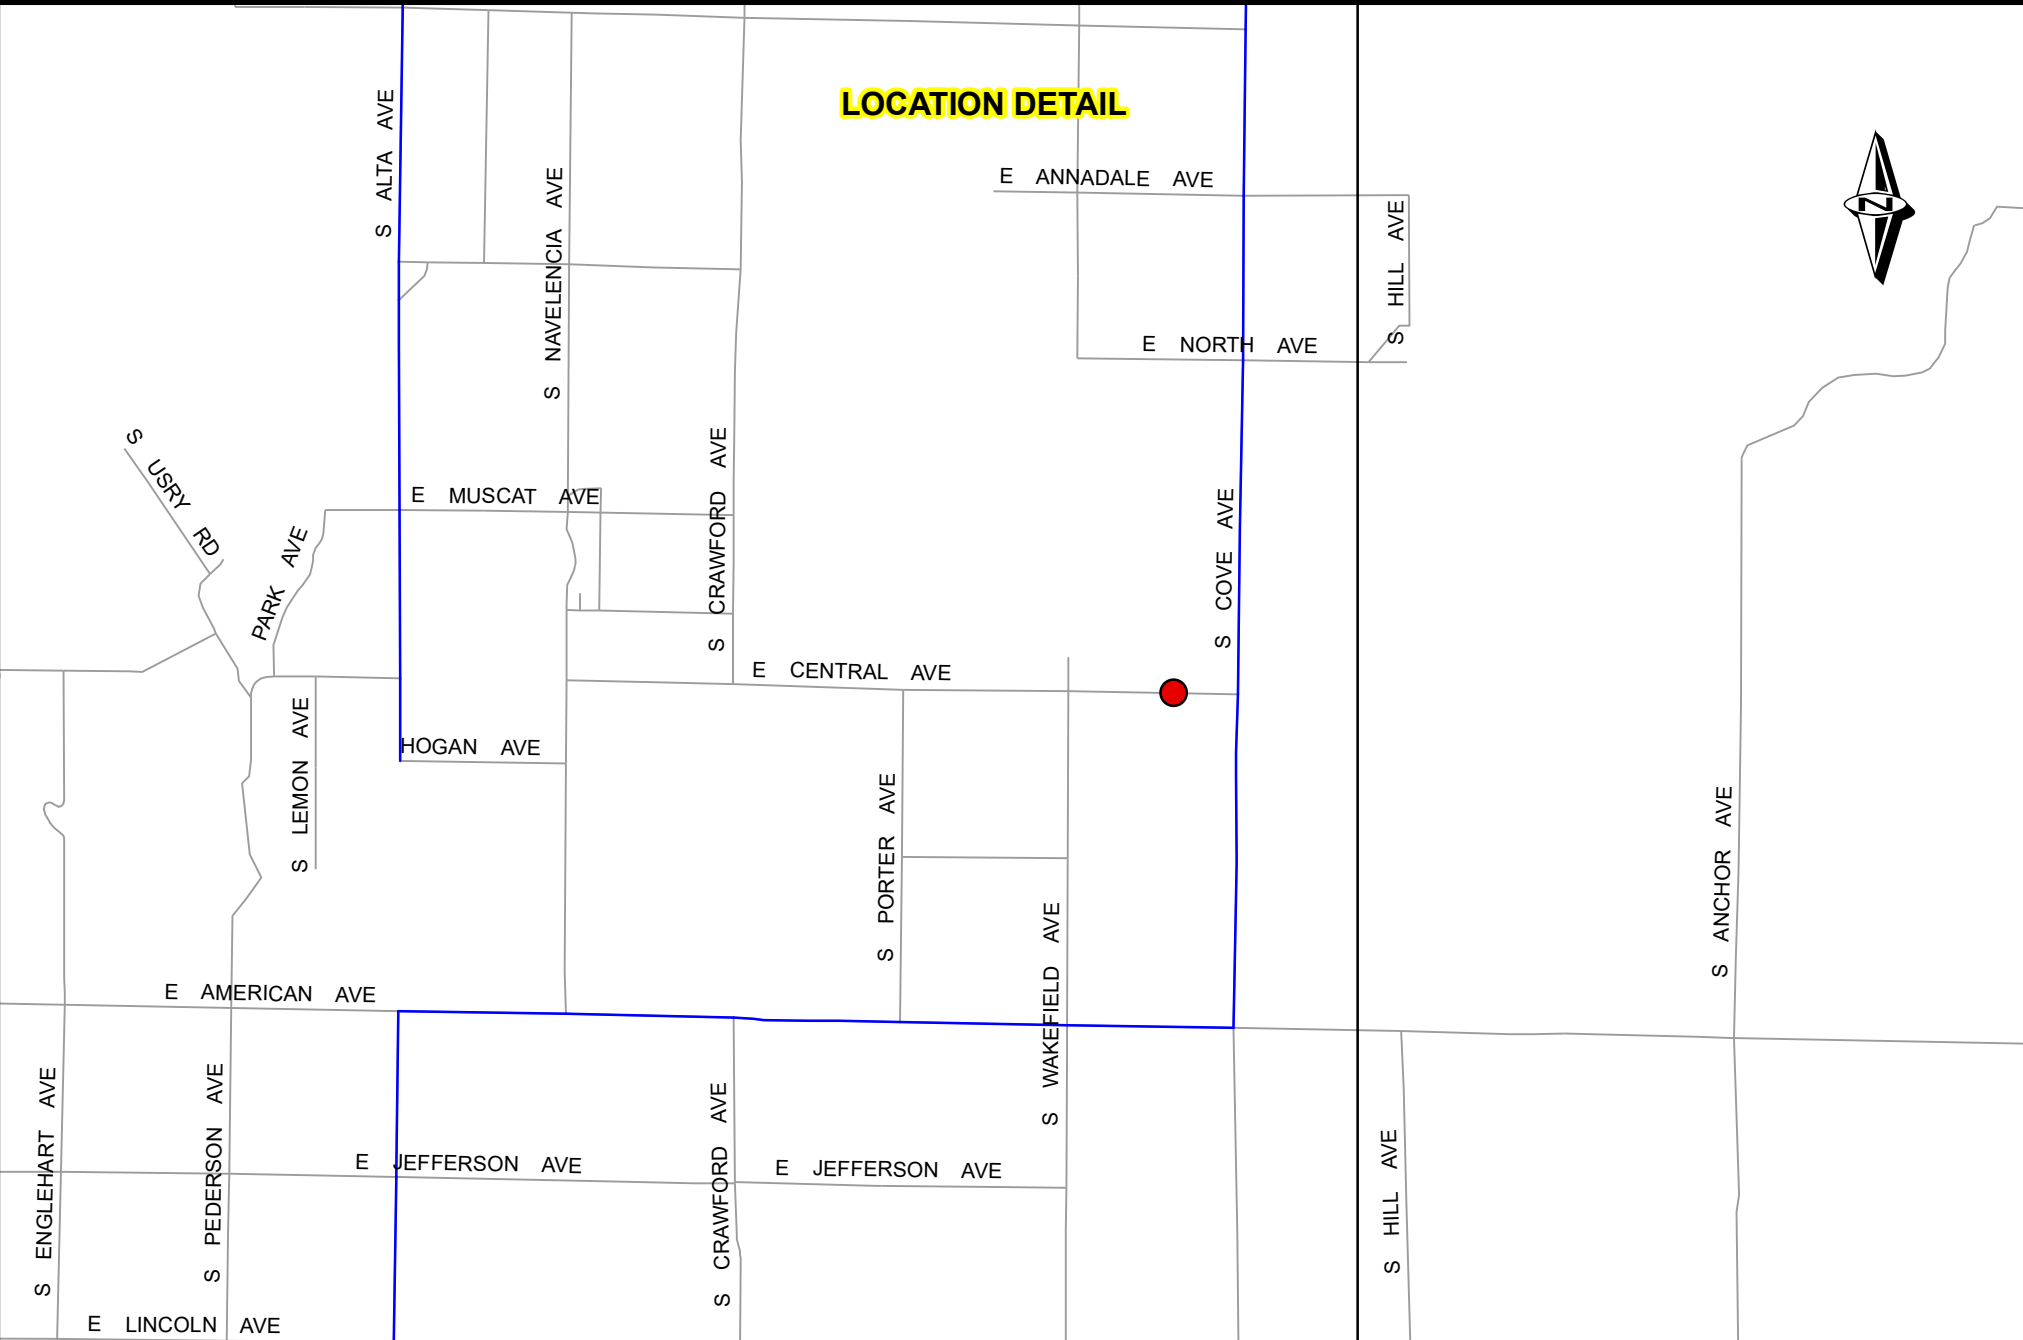 LOCATION DETAIL
S ALTA AVE
S NAVELENCIA AVE
E ANNADALE AVE
S HILL AVE
N
E NORTH AVE
S USRY RD
PARK AVE
E MUSCAT AVE
S CRAWFORD AVE
S COVE AVE
E CENTRAL AVE
S LEMON AVE
HOGAN AVE
S PORTER AVE
S ANCHOR AVE
E AMERICAN AVE
S WAKEFIELD AVE
S ENGLEHART AVE
S PEDERSON AVE
E JEFFERSON AVE
S CRAWFORD AVE
E JEFFERSON AVE
S HILL AVE
E LINCOLN AVE